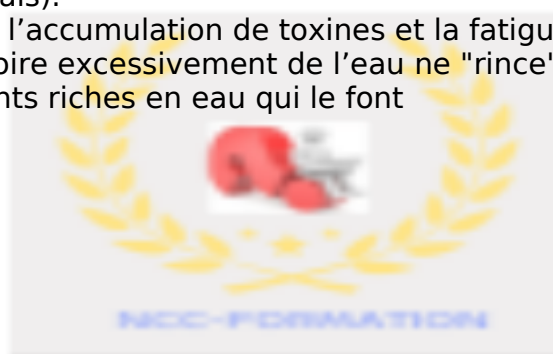 ais).
l’accumulation de toxines et la fatigu
oire excessivement de l’eau ne "rince"
nts riches en eau qui le font
NCC-FORMATION